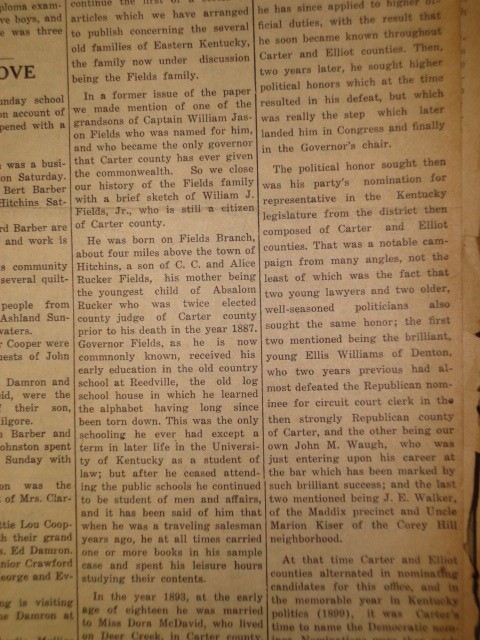 ploma exam-
ve boys, and
e was three
OVE
unday school
on account of
pened with a
was a busi-
on Saturday.
Bert Barber
Hitchins Sat-
rd Barber are
and work is
s community
several quilt-
people from
Ashland Sun-
waters.
r Cooper were
uests of John
Damron and
id, were the
their son,
ilgore.
n Barber and
ohnston spent
Sunday with
on was the
t of Mrs. Clar-
ttie Lou Coop-
th their grand
s. Ed Damron.
nior Crawford
eorge and Ev-
ng is visiting
ne Damron at
continue the first of a
articles which we have arranged
to publish concerning the several
old families of Eastern Kentucky,
the family now under discussion
being the Fields family.
In a former issue of the paper
we made mention of one of the
grandsons of Captain William Jas-
on Fields who was named for him,
and who became the only governor
that Carter county has ever given
the commonwealth. So we close
our history of the Fields family
with a brief sketch of Wiliam J.
Fields, Jr., who is still a citizen
of Carter county.
He was born on Fields Branch,
about four miles above the town of
Hitchins, a son of C. C. and Alice
Rucker Fields, his mother being
the youngest child of Absalom
Rucker who was twice elected
county judge of Carter county
prior to his death in the year 1887.
Governor Fields, as he is now
commnonly known, received his
early education in the old country
school at Reedville, the old log
school house in which he learned
the alphabet having long since
been torn down. This was the only
schooling he ever had except a
term in later life in the Universi-
ty of Kentucky as a student of
law; but after he ceased attend-
ing the public schools he continued
to be student of men and affairs,
and it has been said of him that
when he was a traveling salesman
years ago, he at all times carried
one or more books in his sample
case and spent his leisure hours
studying their contents.
In the year 1893, at the early
age of eighteen he was married
to Miss Dora McDavid, who lived
on Deer Creek, in Carter county.
he has since applied to higher of-
ficial duties, with the result that
he soon became known throughout
Carter and Elliot counties. Then,
two years later, he sought higher
political honors which at the time
resulted in his defeat, but which
was really the step which later
landed him in Congress and finally
in the Governor's chair.
The political honor sought then
was his party's nomination for
representative in the Kentucky
legislature from the district then
composed of Carter and Elliot
counties. That was a notable cam-
paign from many angles, not the
least of which was the fact that
two young lawyers and two older,
well-seasoned politicians also
sought the same honor; the first
two mentioned being the brilliant,
young Ellis Williams of Denton,
who two years previous had al-
most defeated the Republican nom-
inee for circuit court clerk in the
then strongly Republican county
of Carter, and the other being our
own John M. Waugh, who was
just entering upon his career at
the bar which has been marked by
such brilliant success; and the last
two mentioned being J. E. Walker,
of the Maddix precinct and Uncle
Marion Kiser of the Corey Hill
neighborhood.
At that time Carter and Elliot
counties alternated in nominating
candidates for this office, and in
the memorable year in Kentucky
politics (1899), it was Carter's
time to name the Democratic nom-